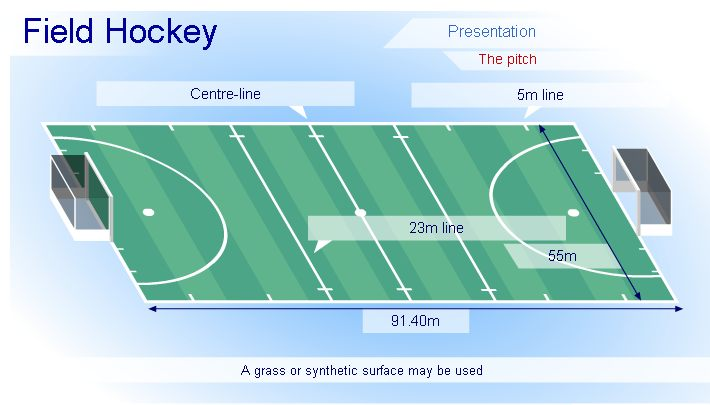 Field Hockey
Presentation
The pitch
Centre-line
5m line
23m line
55m
91.40m
A grass or synthetic surface may be used